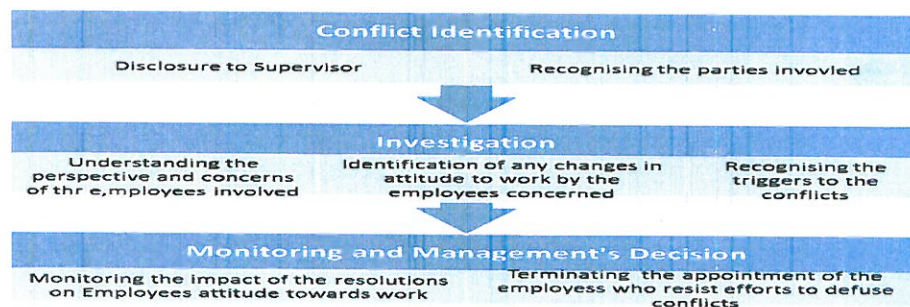 Conflict Identification
Disclosure to Supervisor
Recognising the parties invovled
Investigation
Understanding the
perspective and concerns
of thr e,mployees involved
Identification of any changes in
attitude to work by the
employees concerned
Recognising the
triggers to the
conflicts
Monitoring and Management's Decision
Monitoring the impact of the resolutions
on Employees attitude towards work
Terminating the appointment of the
employess who resist efforts to defuse
conflicts